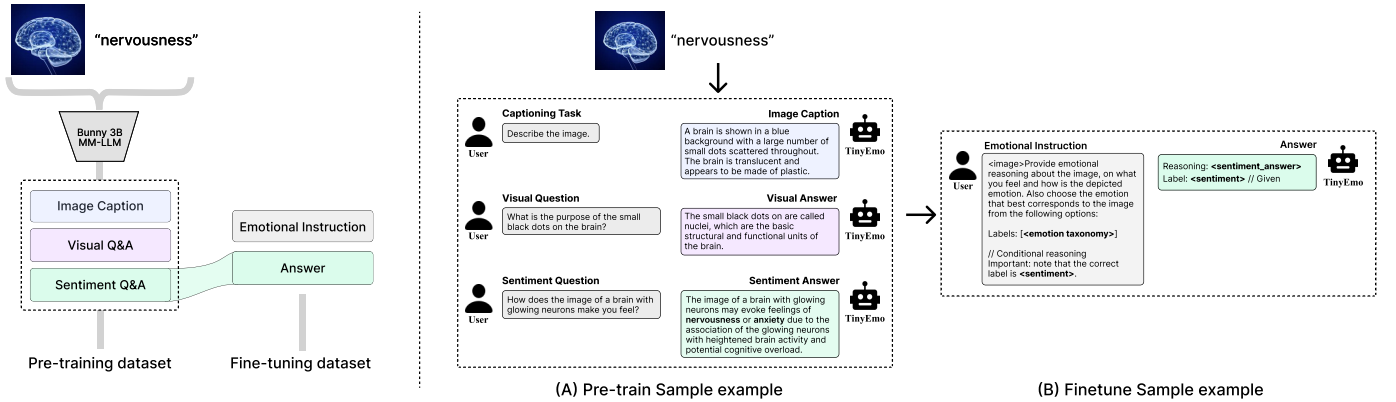 “nervousness”
Bunny 3B
MM-LLM
Image Caption
Visual Q&A
Sentiment Q&A
Emotional Instruction
Answer
Pre-training dataset
Fine-tuning dataset
“nervousness”
Captioning Task
User
Describe the image.
Image Caption
A brain is shown in a blue
background with a large number of
small dots scattered throughout.
The brain is translucent and
appears to be made of plastic.
TinyEmo
Visual Question
User
What is the purpose of the small
black dots on the brain?
Visual Answer
The small black dots on are called
nuclei, which are the basic
structural and functional units of
the brain.
TinyEmo
Sentiment Question
User
How does the image of a brain with
glowing neurons make you feel?
Sentiment Answer
The image of a brain with glowing
neurons may evoke feelings of
nervousness or anxiety due to the
association of the glowing neurons
with heightened brain activity and
potential cognitive overload.
TinyEmo
(A) Pre-train Sample example
Emotional Instruction
User
<image>Provide emotional
reasoning about the image, on what
you feel and how is the depicted
emotion. Also choose the emotion
that best corresponds to the image
from the following options:
Labels: [<emotion taxonomy>]
// Conditional reasoning
Important: note that the correct
label is <sentiment>.
Answer
Reasoning: <sentiment_answer>
Label: <sentiment> // Given
TinyEmo
(B) Finetune Sample example